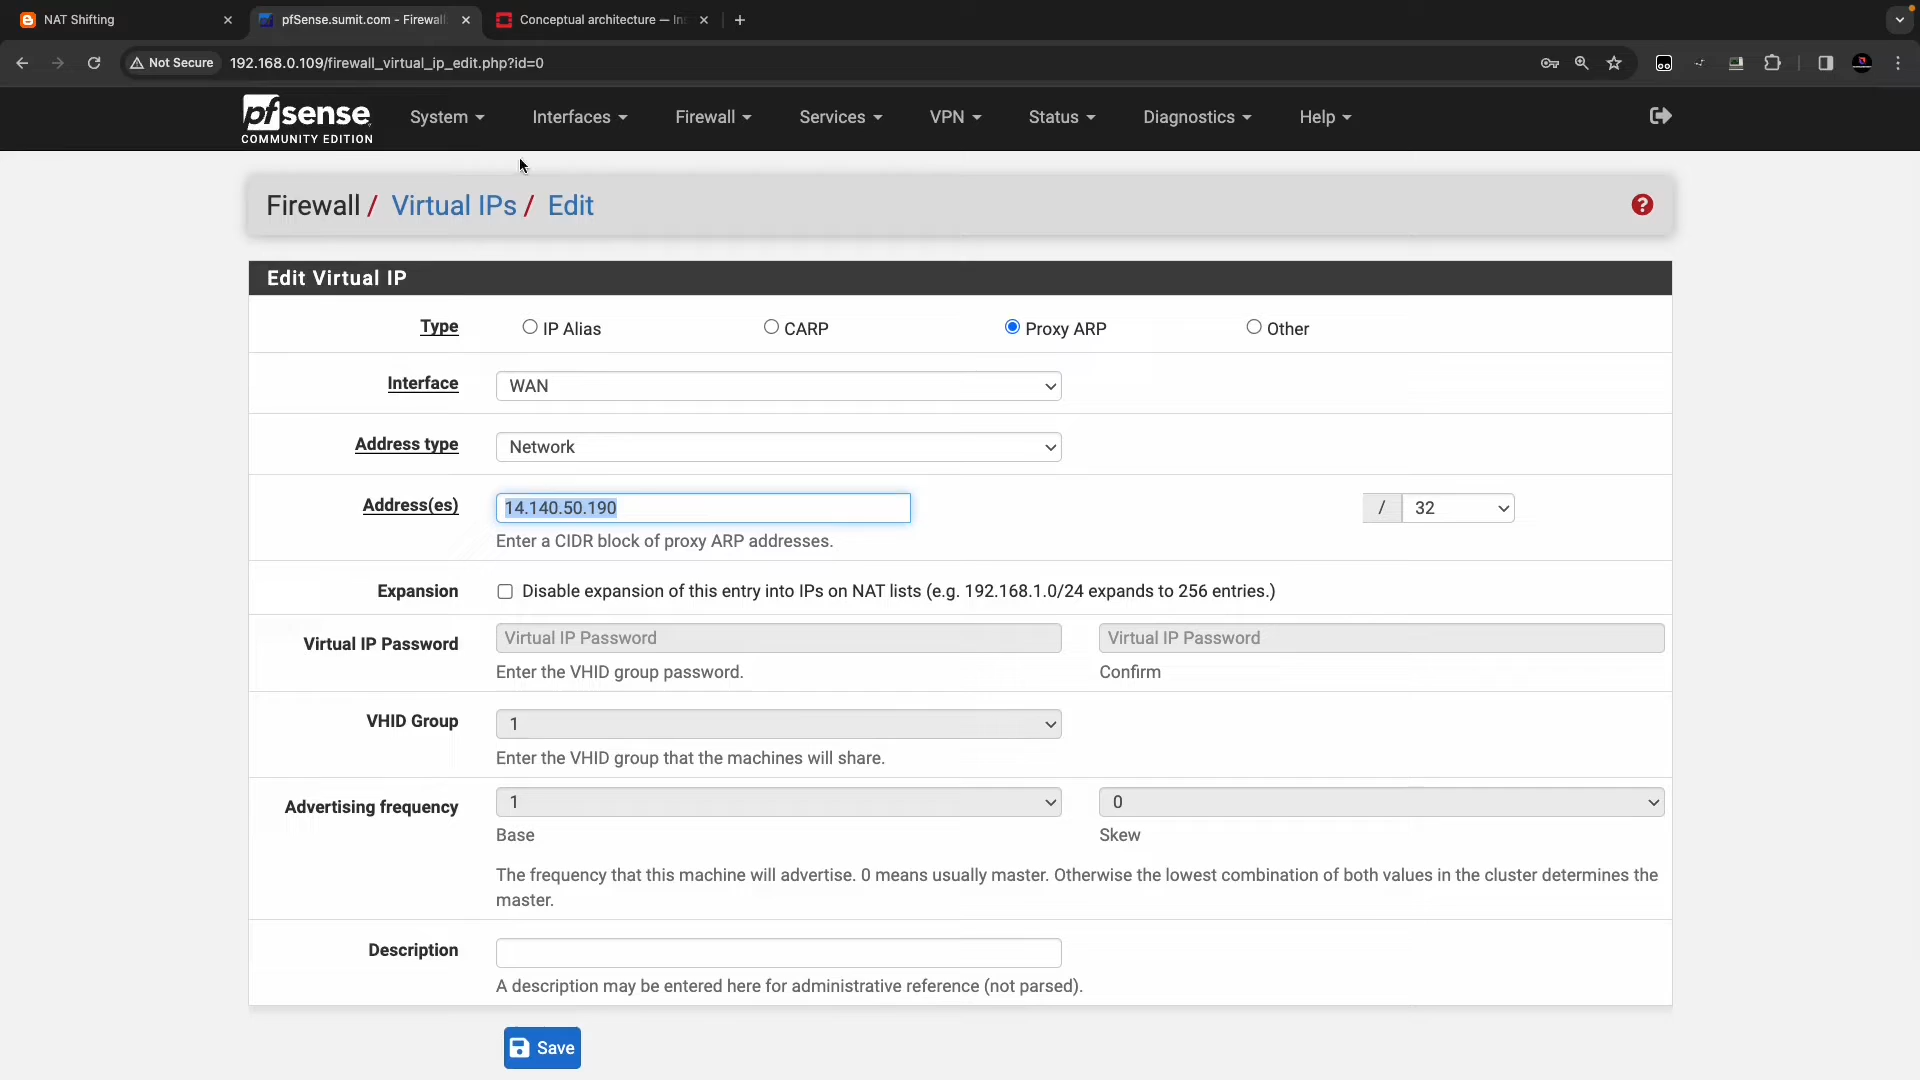 NAT Shifting
pfSense.sumit.com - Firewall
Conceptual architecture — In
Not Secure
192.168.0.109/firewall_virtual_ip_edit.php?id=0
pfsense
COMMUNITY EDITION
System
Interfaces
Firewall
Services
VPN
Status
Diagnostics
Help
Firewall / Virtual IPs / Edit
?
Edit Virtual IP
Type
IP Alias
CARP
Proxy ARP
Other
Interface
WAN
Address type
Network
Address(es)
14.140.50.190
/ 32
Enter a CIDR block of proxy ARP addresses.
Expansion
Disable expansion of this entry into IPs on NAT lists (e.g. 192.168.1.0/24 expands to 256 entries.)
Virtual IP Password
Virtual IP Password
Virtual IP Password
Enter the VHID group password.
Confirm
VHID Group
1
Enter the VHID group that the machines will share.
Advertising frequency
1
0
Base
Skew
The frequency that this machine will advertise. 0 means usually master. Otherwise the lowest combination of both values in the cluster determines the
master.
Description
A description may be entered here for administrative reference (not parsed).
Save